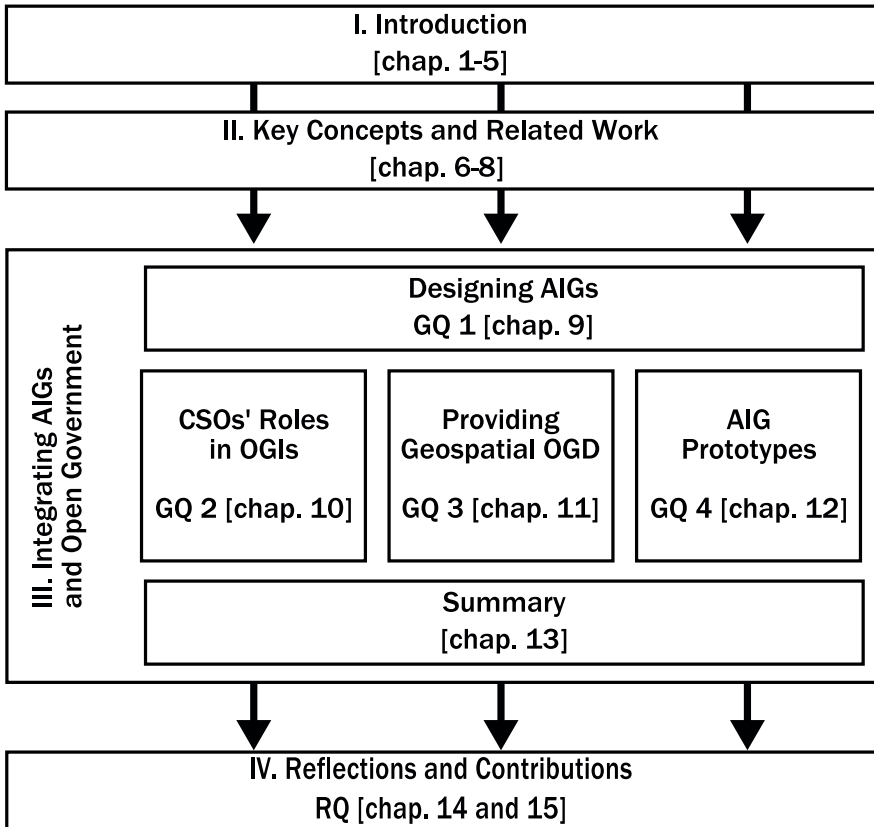 I. Introduction
[chap. 1-5]
II. Key Concepts and Related Work
[chap. 6-8]
III. Integrating AIGs
and Open Government
Designing AIGs
GQ 1 [chap. 9]
CSOs' Roles
in OGIs
GQ 2 [chap. 10]
Providing
Geospatial OGD
GQ 3 [chap. 11]
AIG
Prototypes
GQ 4 [chap. 12]
Summary
[chap. 13]
IV. Reflections and Contributions
RQ [chap. 14 and 15]